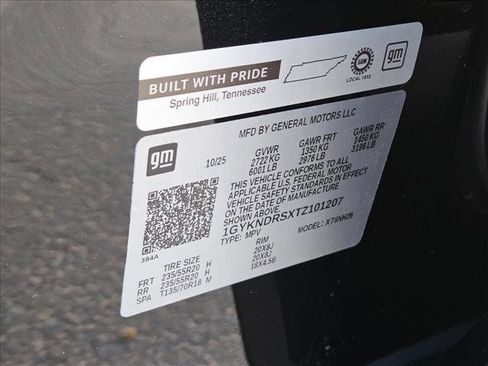 BUILT WITH PRIDE
Spring Hill, Tennessee
UAW
LOCAL 1853
gm
MFD BY GENERAL MOTORS LLC
gm
10/25
GVWR GAWR FRT GAWR RR
2722 KG 1350 KG 1450 KG
6001 LB 2976 LB 3196 LB
THIS VEHICLE CONFORMS TO ALL
APPLICABLE U.S. FEDERAL MOTOR
VEHICLE SAFETY STANDARDS IN EFFECT
ON THE DATE OF MANUFACTURE
SHOWN ABOVE.
1GYKNDRSXTZ101207
TYPE: MPV MODEL: X76NH26
384A
TIRE SIZE RIM
FRT 235/55R20 H 20X8J
RR 235/55R20 H 20X8J
SPA T135/70R18 M 18X4.5B